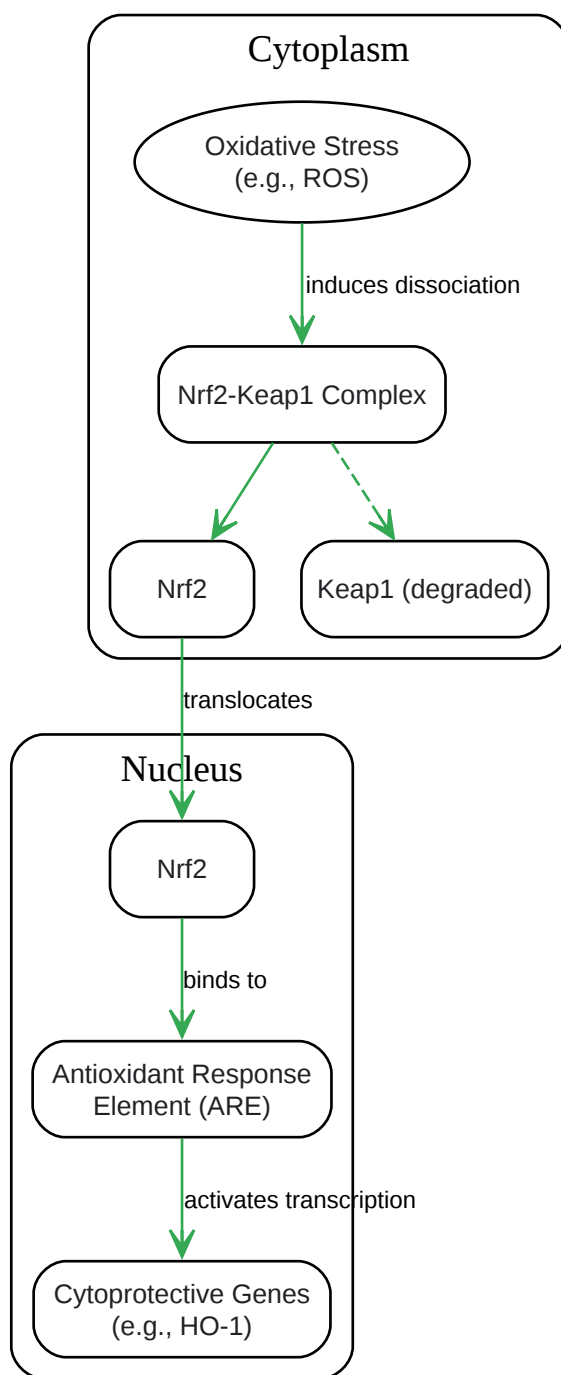 Cytoplasm
Oxidative Stress
(e.g., ROS)
induces dissociation
Nrf2-Keap1 Complex
Nrf2
Keap1 (degraded)
translocates
Nucleus
Nrf2
binds to
Antioxidant Response
Element (ARE)
activates transcription
Cytoprotective Genes
(e.g., HO-1)